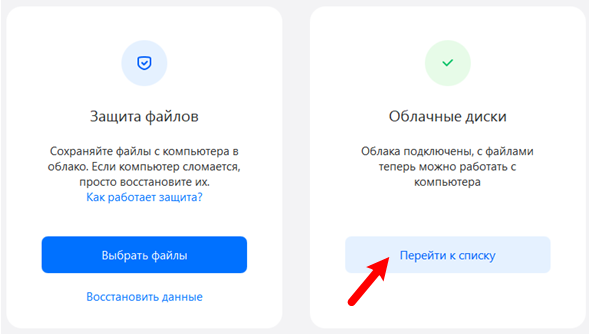 Защита файлов
Сохраняйте файлы с компьютера в
облако. Если компьютер сломается,
просто восстановите их.
Как работает защита?
Выбрать файлы
Восстановить данные
Облачные диски
Облака подключены, с файлами
теперь можно работать с
компьютера
Перейти к списку